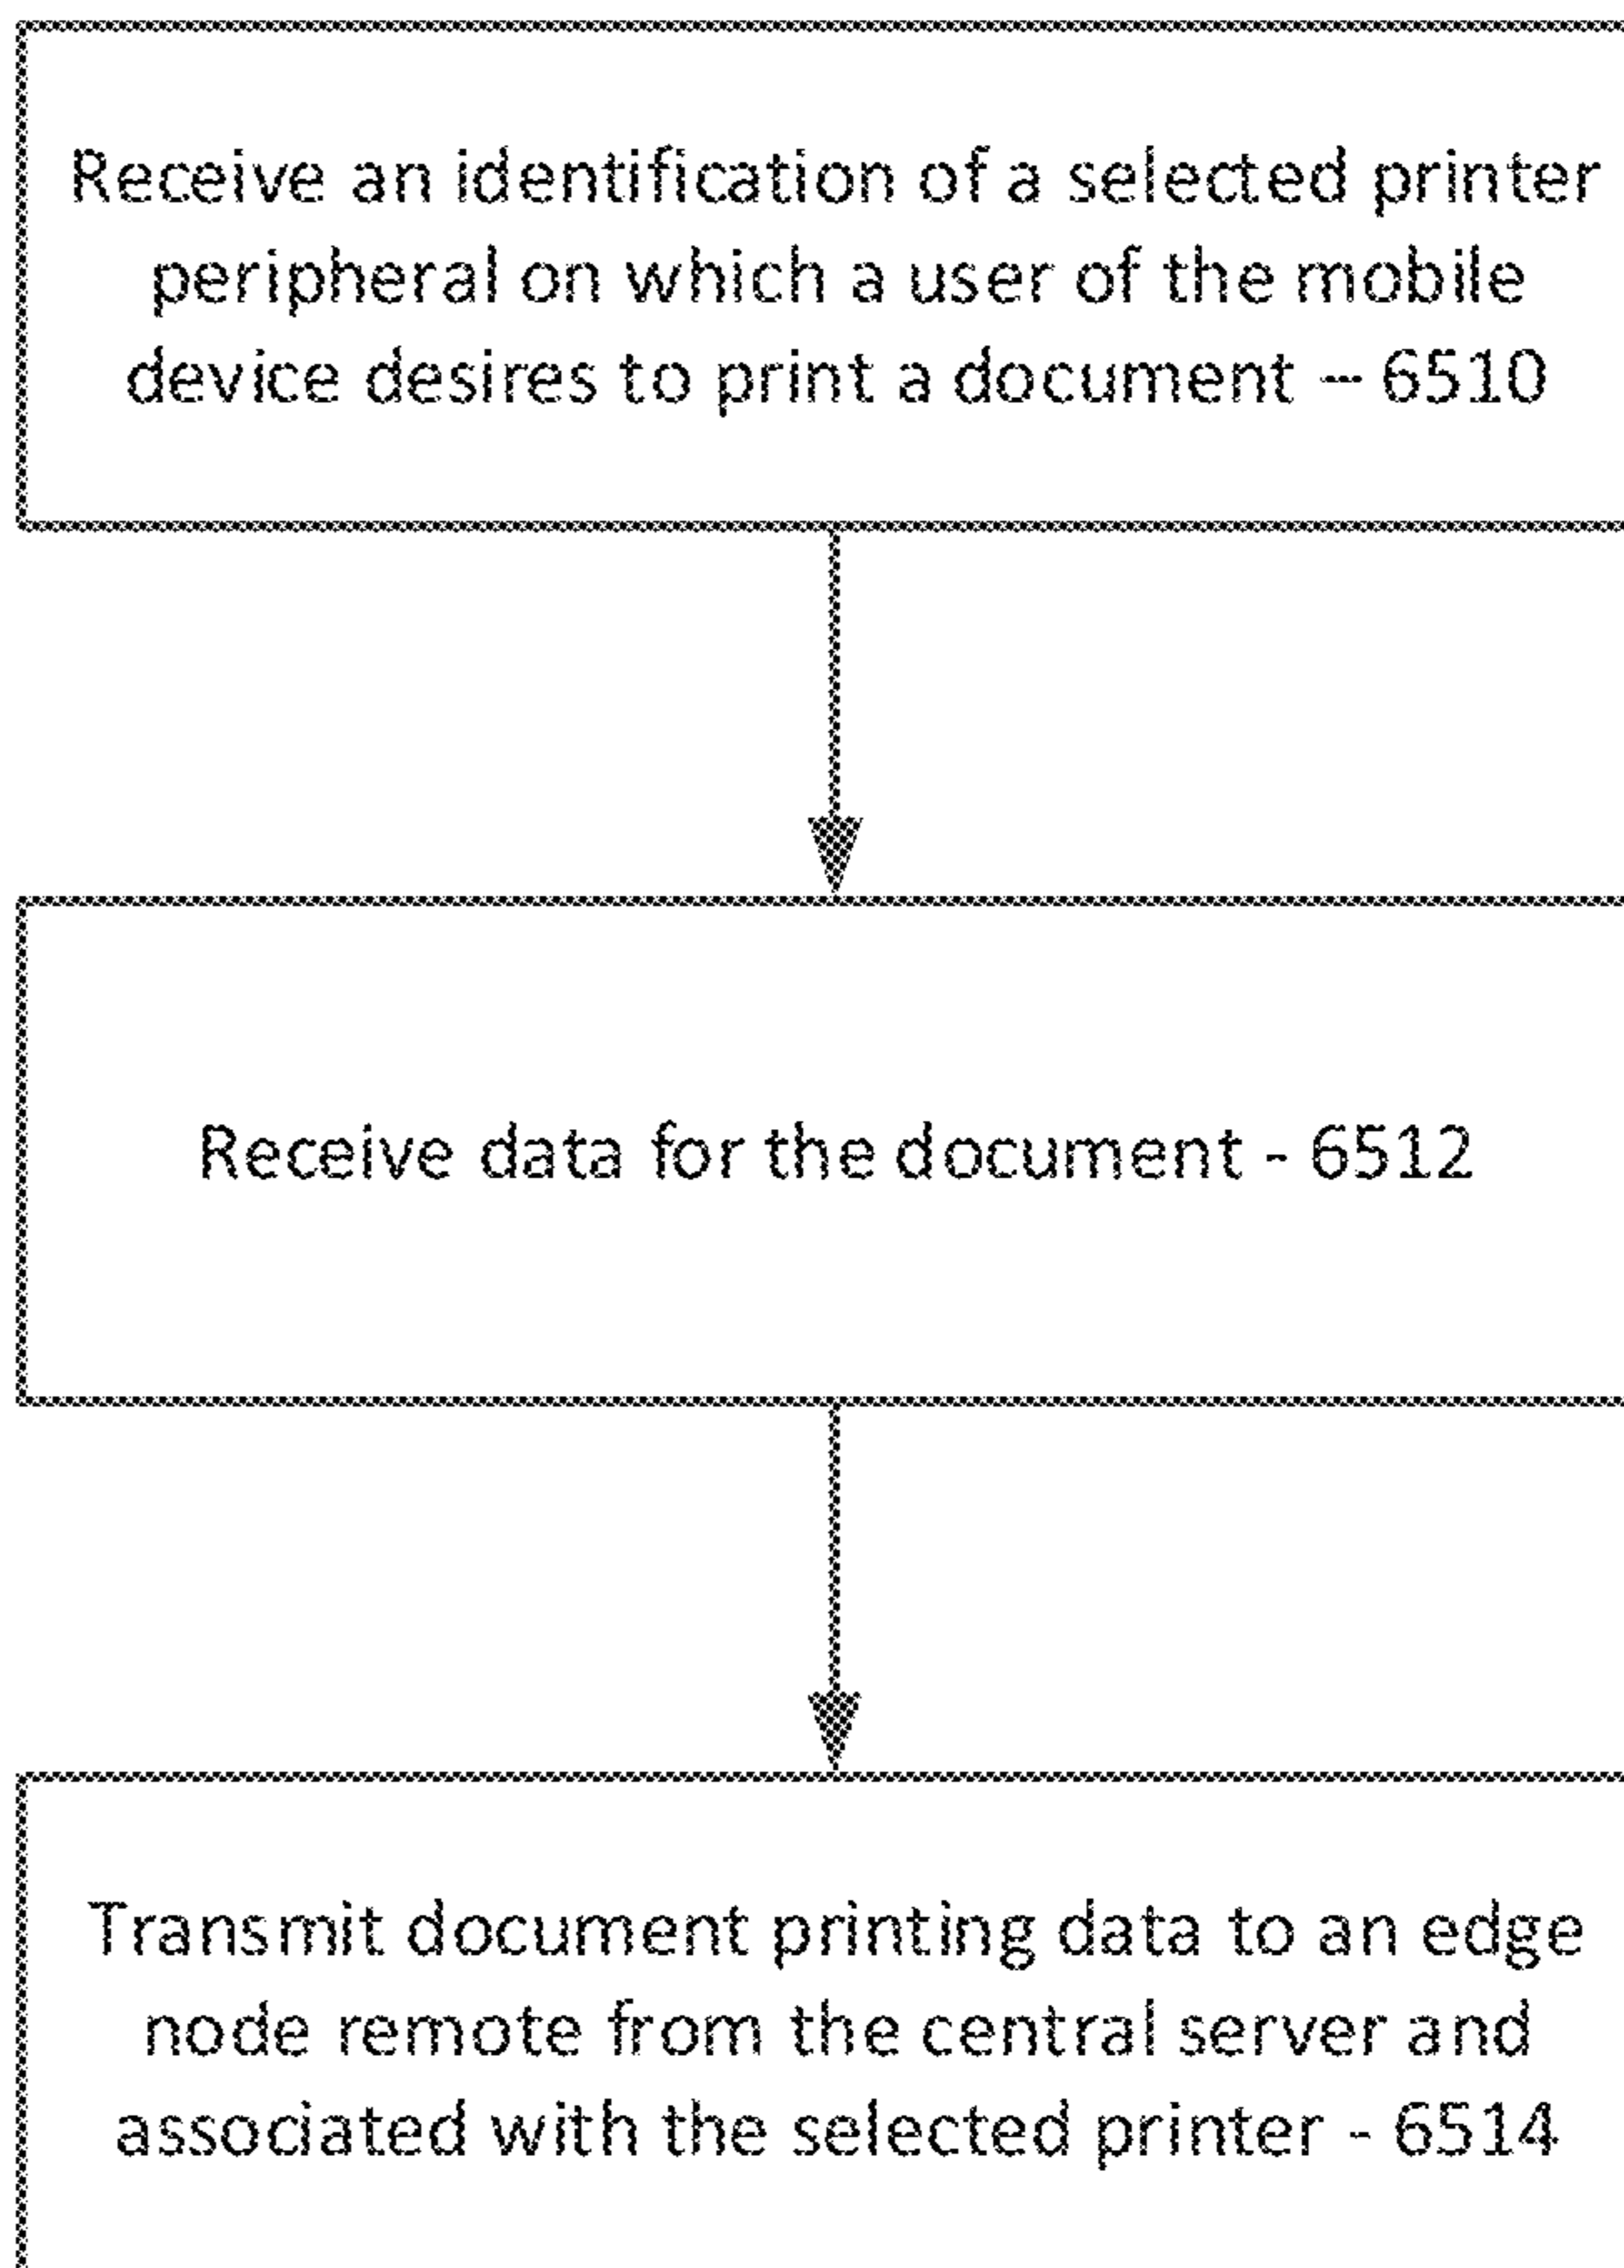 Receive an identification of a selected printer
peripheral on which a user of the mobile
device desires to print a document – 6510
Receive data for the document - 6512
Transmit document printing data to an edge
node remote from the central server and
associated with the selected printer - 6514